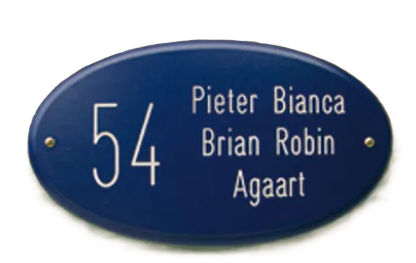 54
Pieter Bianca
Brian Robin
Agaart